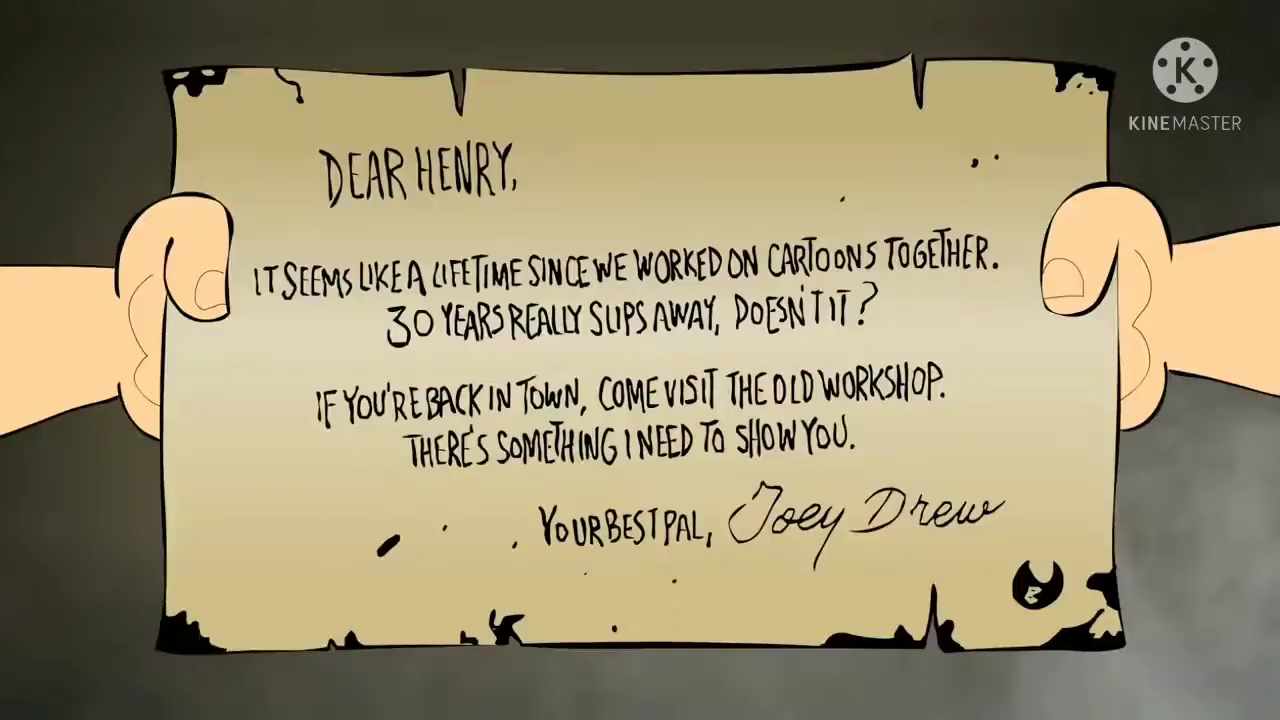 DEAR HENRY,
IT SEEMS LIKE A LIFETIME SINCE WE WORKED ON CARTOONS TOGETHER.
30 YEARS REALLY SLIPS AWAY, DOESN'T IT?
IF YOU'RE BACK IN TOWN, COME VISIT THE OLD WORKSHOP.
THERE'S SOMETHING I NEED TO SHOW YOU.
YOUR BEST PAL, Joey Drew
B
K
KINEMASTER